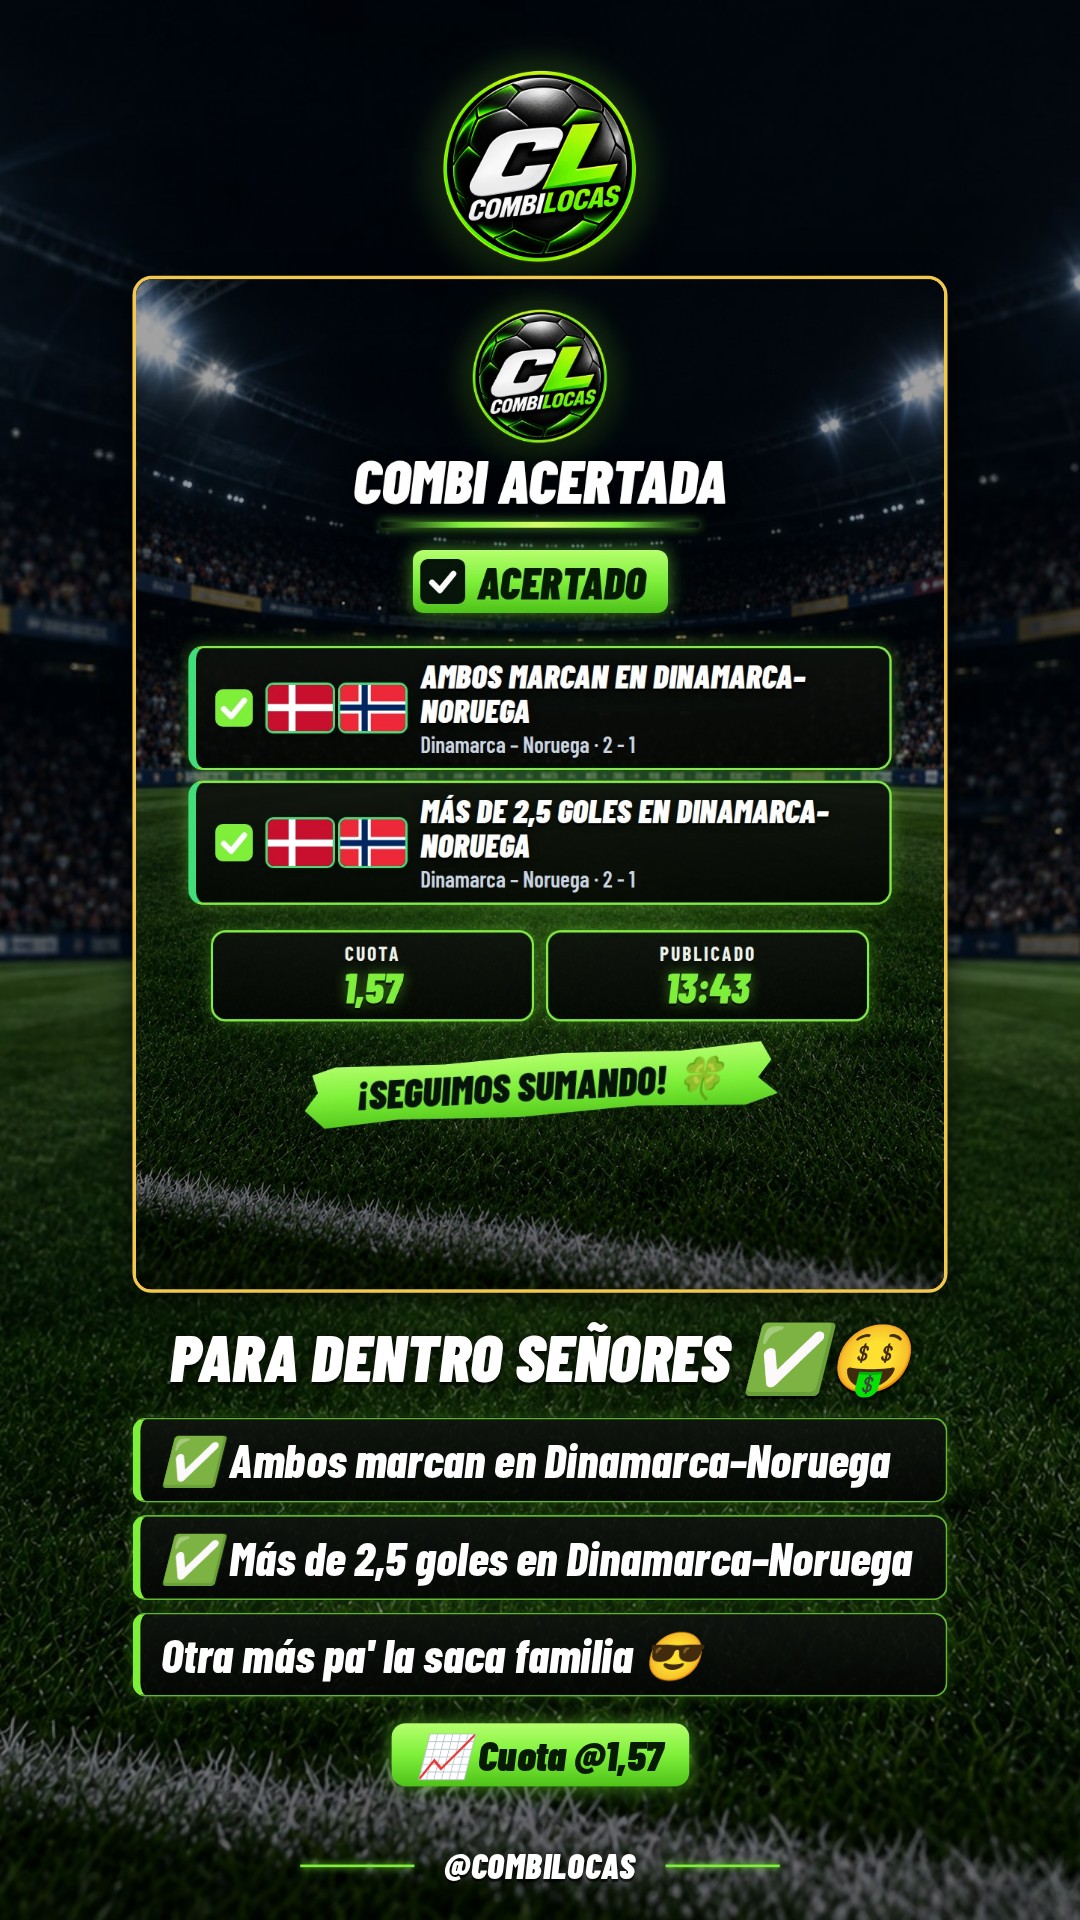 CL
COMBILOCAS
CL
COMBILOCAS
COMBI ACERTADA
ACERTADO
AMBOS MARCAN EN DINAMARCA-
NORUEGA
Dinamarca - Noruega · 2 - 1
MÁS DE 2,5 GOLES EN DINAMARCA-
NORUEGA
Dinamarca - Noruega · 2 - 1
CUOTA
1,57
PUBLICADO
13:43
¡SEGUIMOS SUMANDO! 🍀
PARA DENTRO SEÑORES ✅🤑
✅ Ambos marcan en Dinamarca-Noruega
✅ Más de 2,5 goles en Dinamarca-Noruega
Otra más pa' la saca familia 😎
📈 Cuota @1,57
@COMBILOCAS